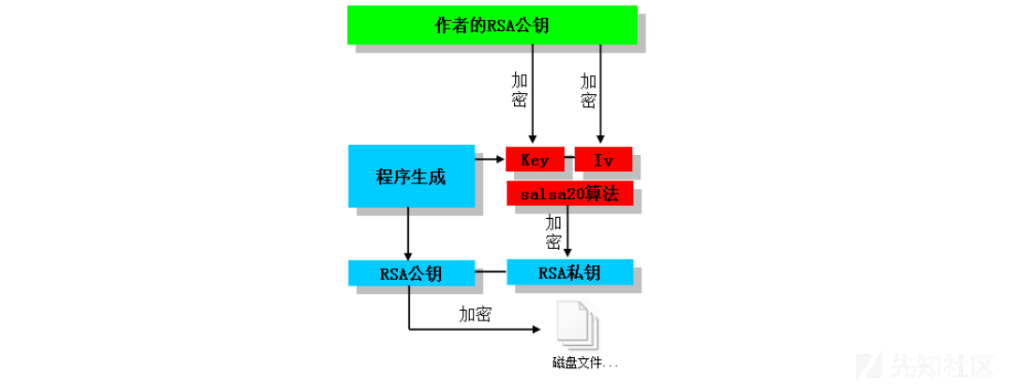 作者的RSA公钥
加密
加密
程序生成
Key
Iv
salsa20算法
加密
RSA公钥
RSA私钥
加密
磁盘文件...
先知社区